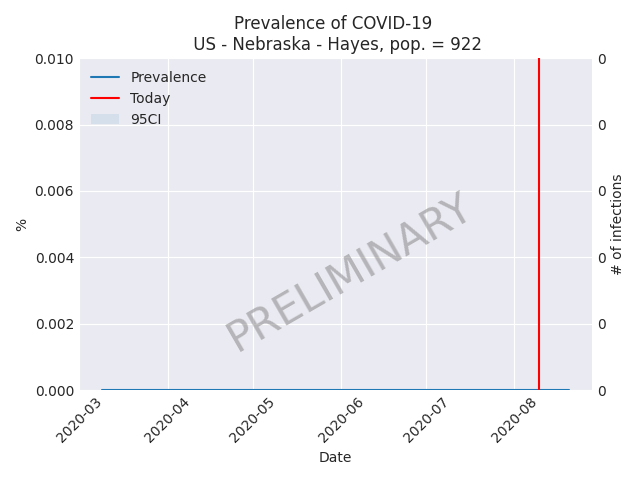 Prevalence of COVID-19
US - Nebraska - Hayes, pop. = 922
0.010
0.008
0.006
0.004
0.002
0.000
%
Prevalence
Today
95CI
PRELIMINARY
0
0
0
0
0
0
# of infections
2020-03
2020-04
2020-05
2020-06
2020-07
2020-08
Date